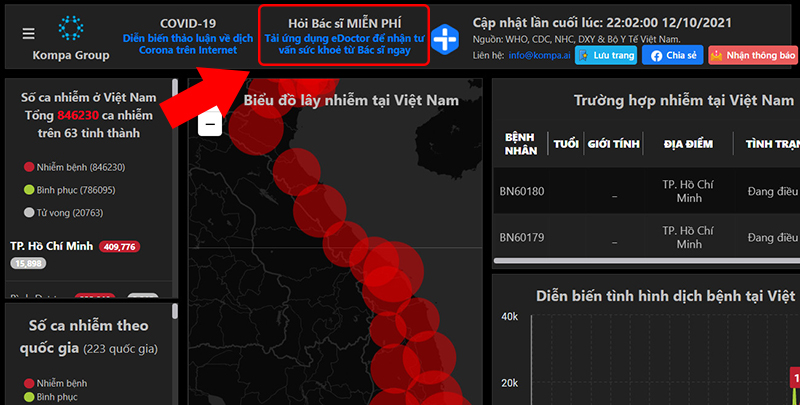 Kompa Group
COVID-19
Diễn biến thảo luận về dịch
Corona trên Internet
Hỏi Bác sĩ MIỄN PHÍ
Tải ứng dụng eDoctor để nhận tư
vấn sức khoẻ từ Bác sĩ ngay
Cập nhật lần cuối lúc: 22:02:00 12/10/2021
Nguồn: WHO, CDC, NHC, DXY & Bộ Y Tế Việt Nam.
Liên hệ: info@kompa.ai
Lưu trang
Chia sẻ
Nhận thông báo
Số ca nhiễm ở Việt Nam
Tổng 846230 ca nhiễm
trên 63 tỉnh thành
Nhiễm bệnh (846230)
Bình phục (786095)
Tử vong (20763)
TP. Hồ Chí Minh 409,776
15,898
Số ca nhiễm theo
quốc gia (223 quốc gia)
Nhiễm bệnh
Bình phục
Biểu đồ lây nhiễm tại Việt Nam
−
Trường hợp nhiễm tại Việt Nam
BỆNH NHÂN TUỔI GIỚI TÍNH ĐỊA ĐIỂM TÌNH TRẠ
BN60180 _ TP. Hồ Chí Minh Đang điều
BN60179 _ TP. Hồ Chí Minh Đang điều
Diễn biến tình hình dịch bệnh tại Việt
40k
20k
1